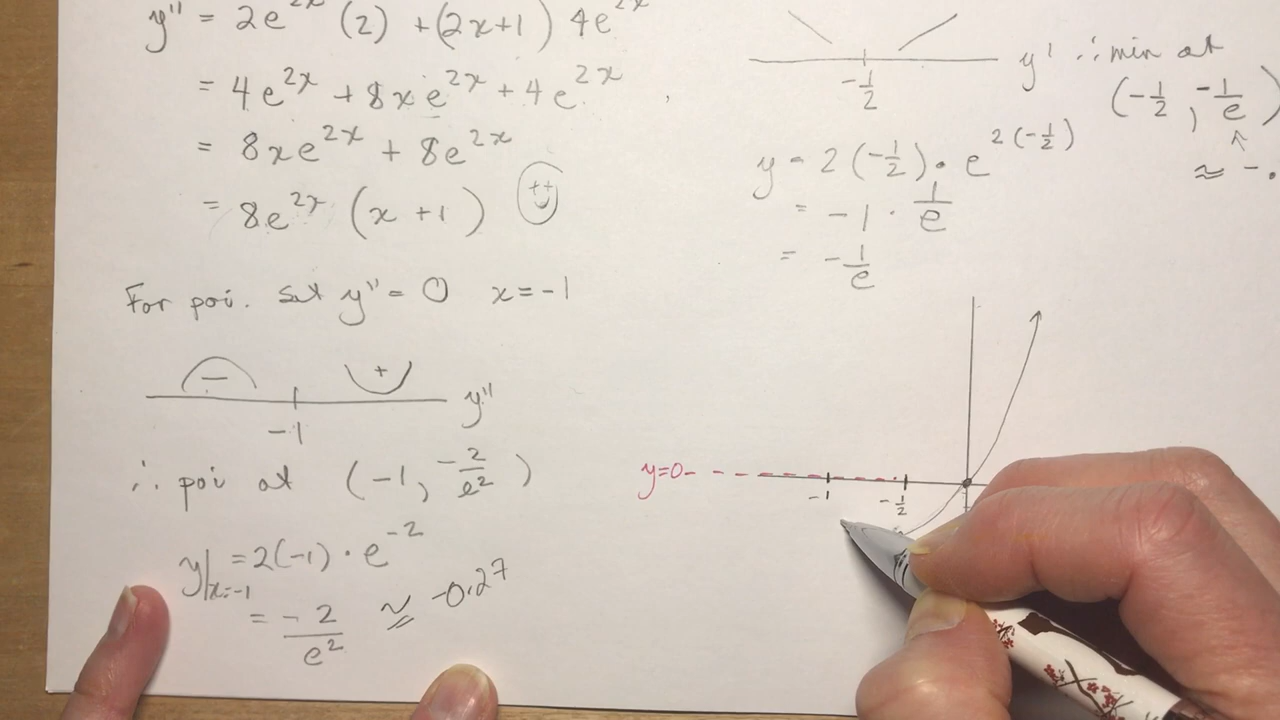 y'' = 2e^{2x} (2) + (2x+1) 4e^{2x}
= 4e^{2x} + 8xe^{2x} + 4e^{2x}
= 8xe^{2x} + 8e^{2x}
= 8e^{2x} (x+1) ++
For poi. Set y'' = 0 x = -1
- + y''
-1
∴ poi at (-1, -2/e²)
y|x=-1 = 2(-1) · e^{-2}
= -2/e² ≈ -0.27
-1/2 y' ∴ min at
(-1/2, -1/e)
↑
≈ -.
y = 2(-1/2) · e^{2(-1/2)}
= -1 · 1/e
= -1/e
y=0
-1 -1/2